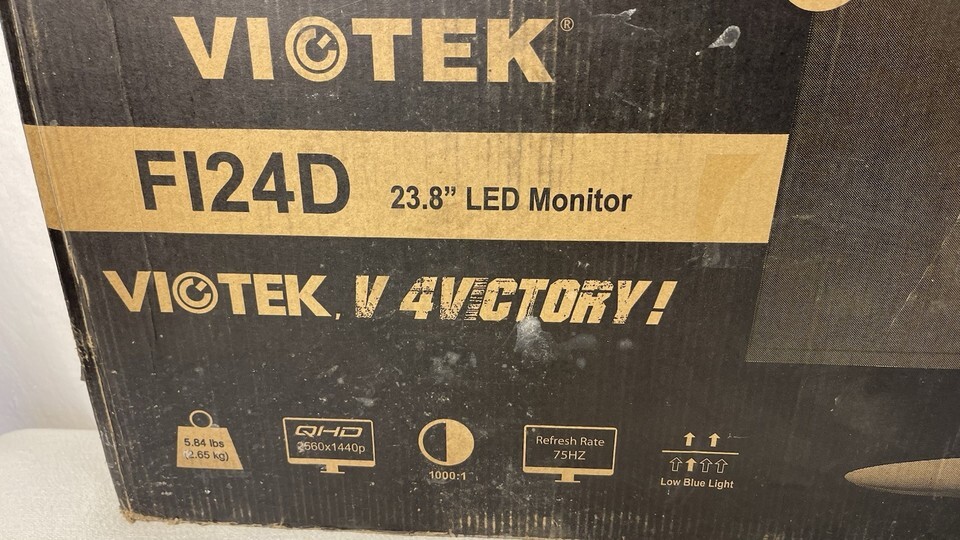 VIOTEK®
FI24D 23.8” LED Monitor
VIOTEK, V 4VICTORY!
5.84 lbs
(2.65 kg)
QHD
2560x1440p
1000:1
Refresh Rate
75HZ
Low Blue Light